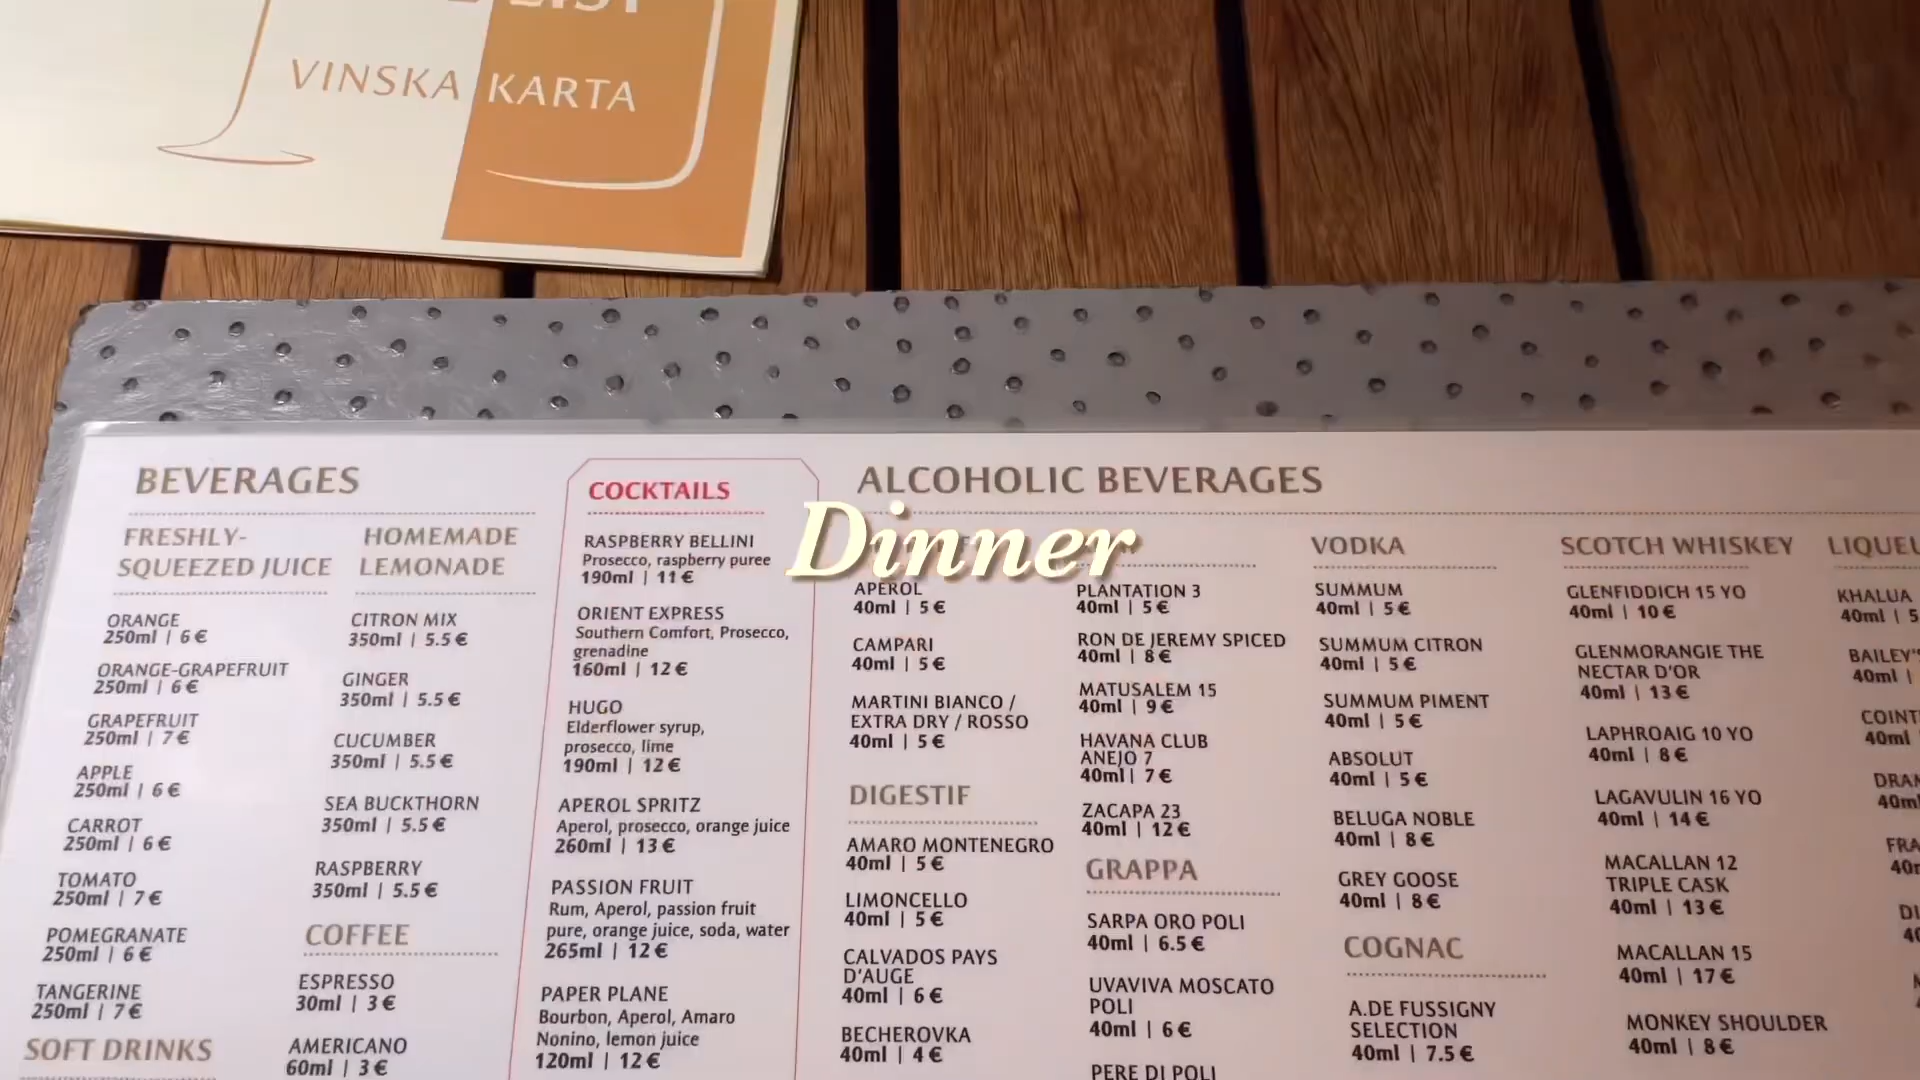 VINSKA KARTA
Dinner
BEVERAGES
FRESHLY-
SQUEEZED JUICE
ORANGE
250ml | 6 €
ORANGE-GRAPEFRUIT
250ml | 6 €
GRAPEFRUIT
250ml | 7 €
APPLE
250ml | 6 €
CARROT
250ml | 6 €
TOMATO
250ml | 7 €
POMEGRANATE
250ml | 6 €
TANGERINE
250ml | 7 €
SOFT DRINKS
HOMEMADE
LEMONADE
CITRON MIX
350ml | 5.5 €
GINGER
350ml | 5.5 €
CUCUMBER
350ml | 5.5 €
SEA BUCKTHORN
350ml | 5.5 €
RASPBERRY
350ml | 5.5 €
COFFEE
ESPRESSO
30ml | 3 €
AMERICANO
60ml | 3 €
COCKTAILS
RASPBERRY BELLINI
Prosecco, raspberry puree
190ml | 11 €
ORIENT EXPRESS
Southern Comfort, Prosecco,
grenadine
160ml | 12 €
HUGO
Elderflower syrup,
prosecco, lime
190ml | 12 €
APEROL SPRITZ
Aperol, prosecco, orange juice
260ml | 13 €
PASSION FRUIT
Rum, Aperol, passion fruit
pure, orange juice, soda, water
265ml | 12 €
PAPER PLANE
Bourbon, Aperol, Amaro
Nonino, lemon juice
120ml | 12 €
ALCOHOLIC BEVERAGES
APEROL
40ml | 5 €
CAMPARI
40ml | 5 €
MARTINI BIANCO /
EXTRA DRY / ROSSO
40ml | 5 €
DIGESTIF
AMARO MONTENEGRO
40ml | 5 €
LIMONCELLO
40ml | 5 €
CALVADOS PAYS
D'AUGE
40ml | 6 €
BECHEROVKA
40ml | 4 €
PLANTATION 3
40ml | 5 €
RON DE JEREMY SPICED
40ml | 8 €
MATUSALEM 15
40ml | 9 €
HAVANA CLUB
ANEJO 7
40ml | 7 €
ZACAPA 23
40ml | 12 €
GRAPPA
SARPA ORO POLI
40ml | 6.5 €
UVAVIVA MOSCATO
POLI
40ml | 6 €
PERE DI POLI
VODKA
SUMMUM
40ml | 5 €
SUMMUM CITRON
40ml | 5 €
SUMMUM PIMENT
40ml | 5 €
ABSOLUT
40ml | 5 €
BELUGA NOBLE
40ml | 8 €
GREY GOOSE
40ml | 8 €
COGNAC
A.DE FUSSIGNY
SELECTION
40ml | 7.5 €
SCOTCH WHISKEY
GLENFIDDICH 15 YO
40ml | 10 €
GLENMORANGIE THE
NECTAR D'OR
40ml | 13 €
LAPHROAIG 10 YO
40ml | 8 €
LAGAVULIN 16 YO
40ml | 14 €
MACALLAN 12
TRIPLE CASK
40ml | 13 €
MACALLAN 15
40ml | 17 €
MONKEY SHOULDER
40ml | 8 €
KHALUA
40ml | 5
BAILEY'
40ml |
40ml
40ml